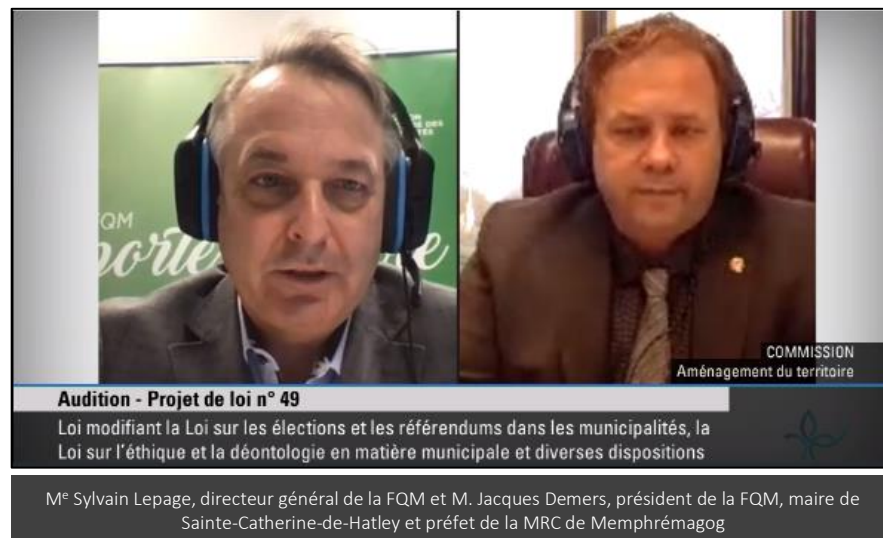 FQM
porte
COMMISSION
Aménagement du territoire
Audition - Projet de loi n° 49
Loi modifiant la Loi sur les élections et les référendums dans les municipalités, la
Loi sur l'éthique et la déontologie en matière municipale et diverses dispositions
Mᵉ Sylvain Lepage, directeur général de la FQM et M. Jacques Demers, président de la FQM, maire de
Sainte-Catherine-de-Hatley et préfet de la MRC de Memphrémagog